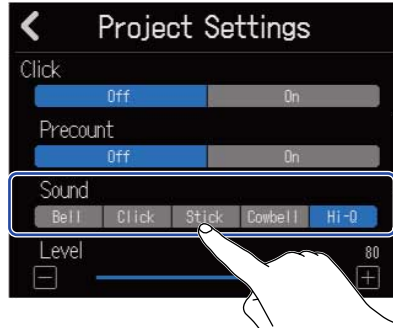 Project Settings
Click
Off On
Precount
Off On
Sound
Bell Click Stick Cowbell Hi-Q
Level 80